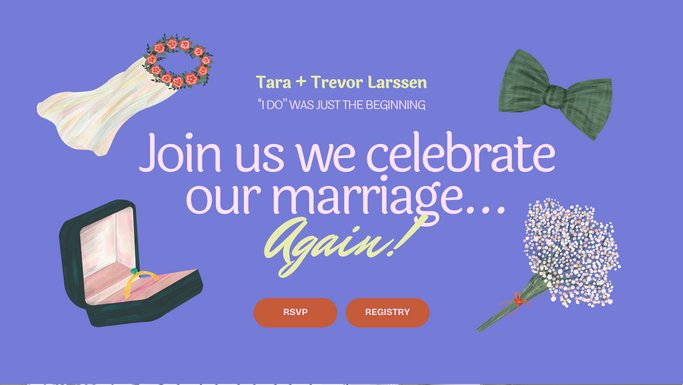 Tara + Trevor Larssen
"I DO" WAS JUST THE BEGINNING
Join us we celebrate
our marriage...
Again!
RSVP
REGISTRY